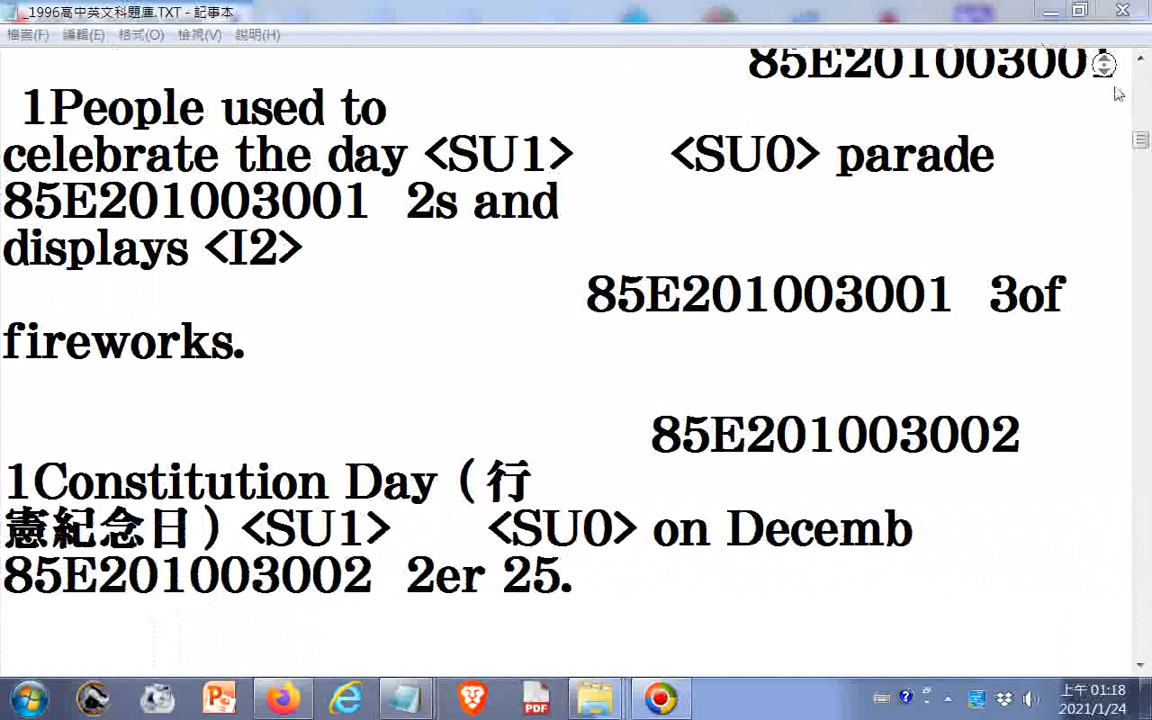 _1996高中英文科題庫.TXT - 記事本
檔案(F) 編輯(E) 格式(O) 檢視(V) 說明(H)
85E201003001
1People used to
celebrate the day <SU1> <SU0> parade
85E201003001 2s and
displays <I2>
85E201003001 3of
fireworks.
85E201003002
1Constitution Day（行
憲紀念日）<SU1> <SU0> on Decemb
85E201003002 2er 25.
PDF
上午 01:18
2021/1/24